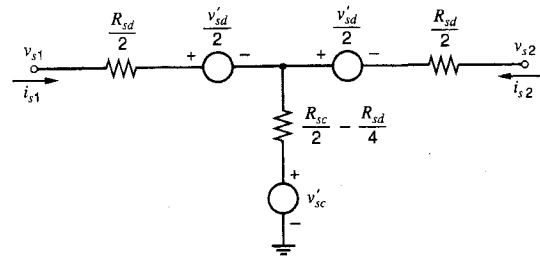 R_sd/2
v'_sd/2
v'_sd/2
R_sd/2
v_s1
+ −
+ −
v_s2
i_s1
i_s2
R_sc/2 − R_sd/4
+
v'_sc
−